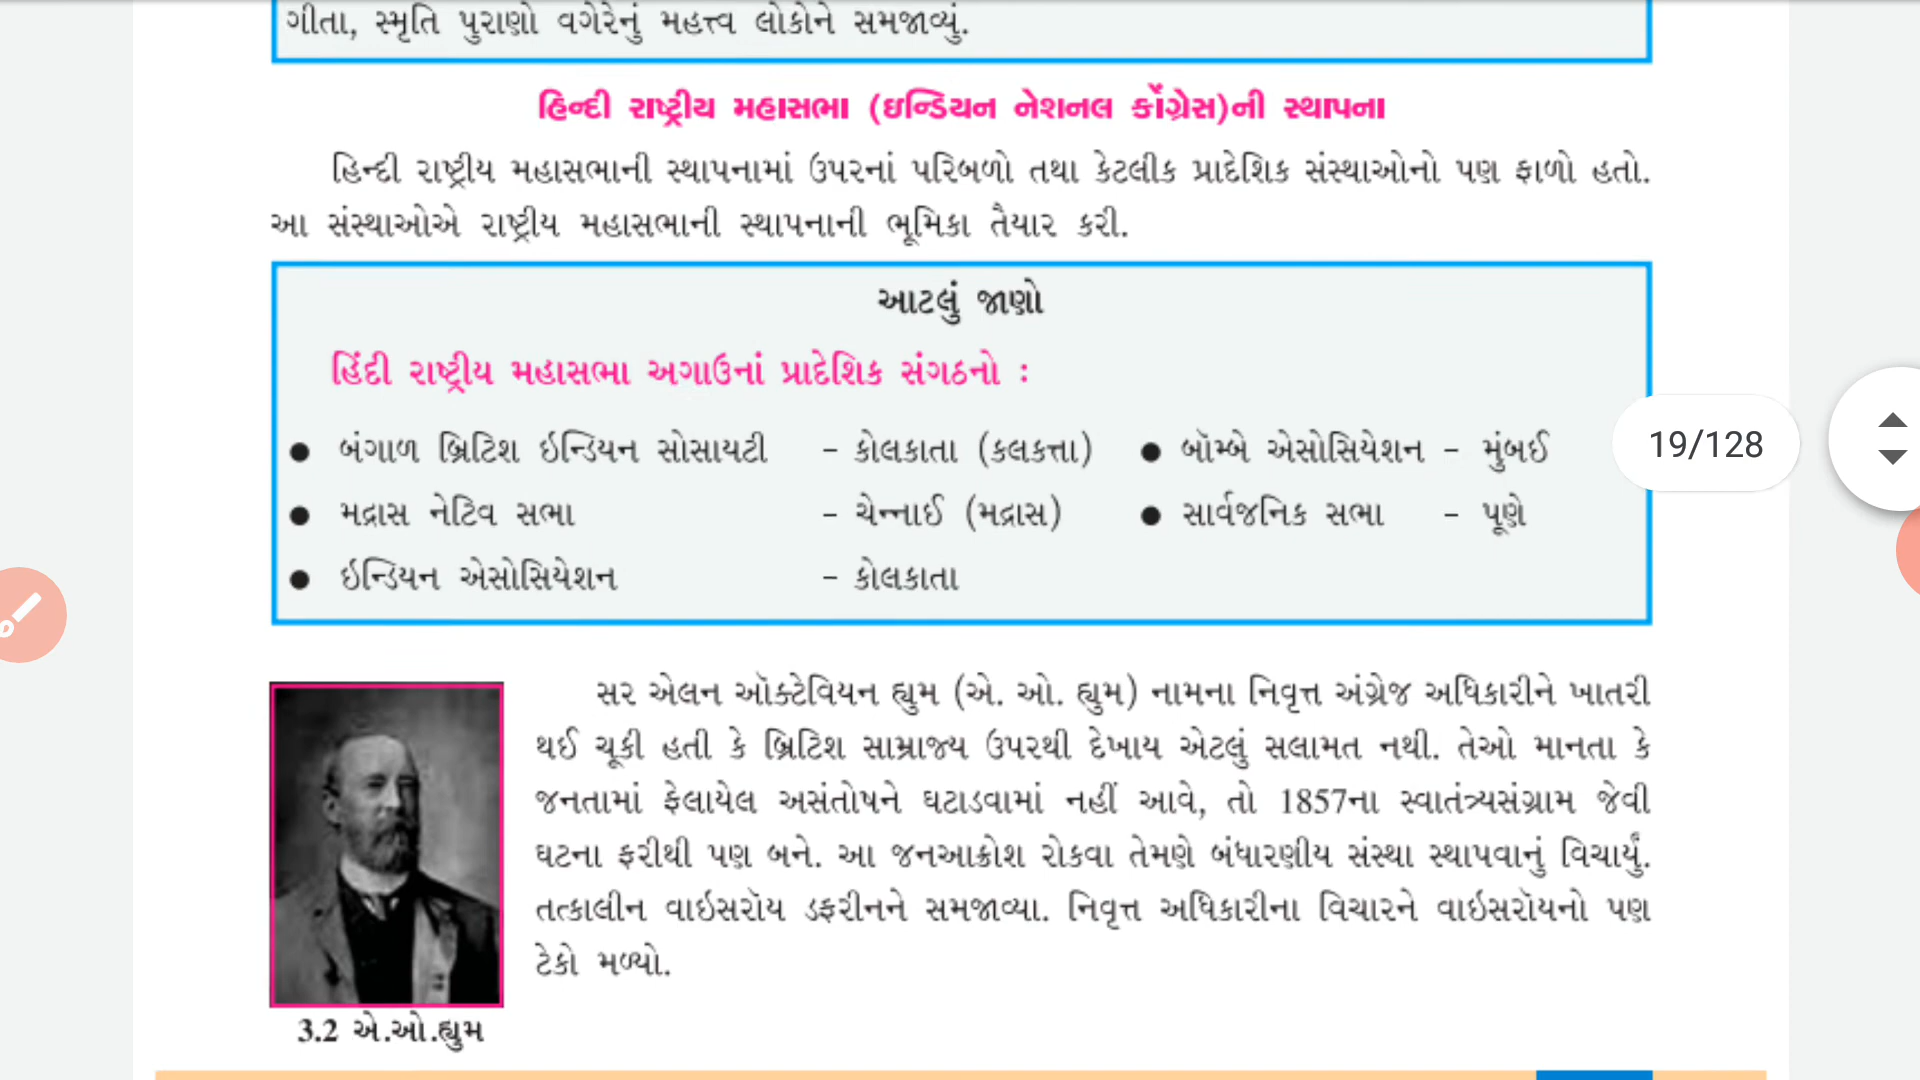 ગીતા, સ્મૃતિ પુરાણો વગેરેનું મહત્ત્વ લોકોને સમજાવ્યું.
હિન્દી રાષ્ટ્રીય મહાસભા (ઇન્ડિયન નેશનલ કૉંગ્રેસ)ની સ્થાપના
હિન્દી રાષ્ટ્રીય મહાસભાની સ્થાપનામાં ઉપરનાં પરિબળો તથા કેટલીક પ્રાદેશિક સંસ્થાઓનો પણ ફાળો હતો.
આ સંસ્થાઓએ રાષ્ટ્રીય મહાસભાની સ્થાપનાની ભૂમિકા તૈયાર કરી.
આટલું જાણો
હિંદી રાષ્ટ્રીય મહાસભા અગાઉનાં પ્રાદેશિક સંગઠનો :
● બંગાળ બ્રિટિશ ઇન્ડિયન સોસાયટી – કોલકાતા (કલકત્તા) ● બૉમ્બે એસોસિયેશન – મુંબઈ
19/128
● મદ્રાસ નેટિવ સભા – ચેન્નાઈ (મદ્રાસ) ● સાર્વજનિક સભા – પૂણે
● ઇન્ડિયન એસોસિયેશન – કોલકાતા
સર એલન ઑક્ટેવિયન હ્યુમ (એ. ઓ. હ્યુમ) નામના નિવૃત્ત અંગ્રેજ અધિકારીને ખાતરી
થઈ ચૂકી હતી કે બ્રિટિશ સામ્રાજ્ય ઉપરથી દેખાય એટલું સલામત નથી. તેઓ માનતા કે
જનતામાં ફેલાયેલ અસંતોષને ઘટાડવામાં નહીં આવે, તો 1857ના સ્વાતંત્ર્યસંગ્રામ જેવી
ઘટના ફરીથી પણ બને. આ જનઆક્રોશ રોકવા તેમણે બંધારણીય સંસ્થા સ્થાપવાનું વિચાર્યું.
તત્કાલીન વાઇસરૉય ડફરીનને સમજાવ્યા. નિવૃત્ત અધિકારીના વિચારને વાઇસરૉયનો પણ
ટેકો મળ્યો.
3.2 એ.ઓ.હ્યુમ